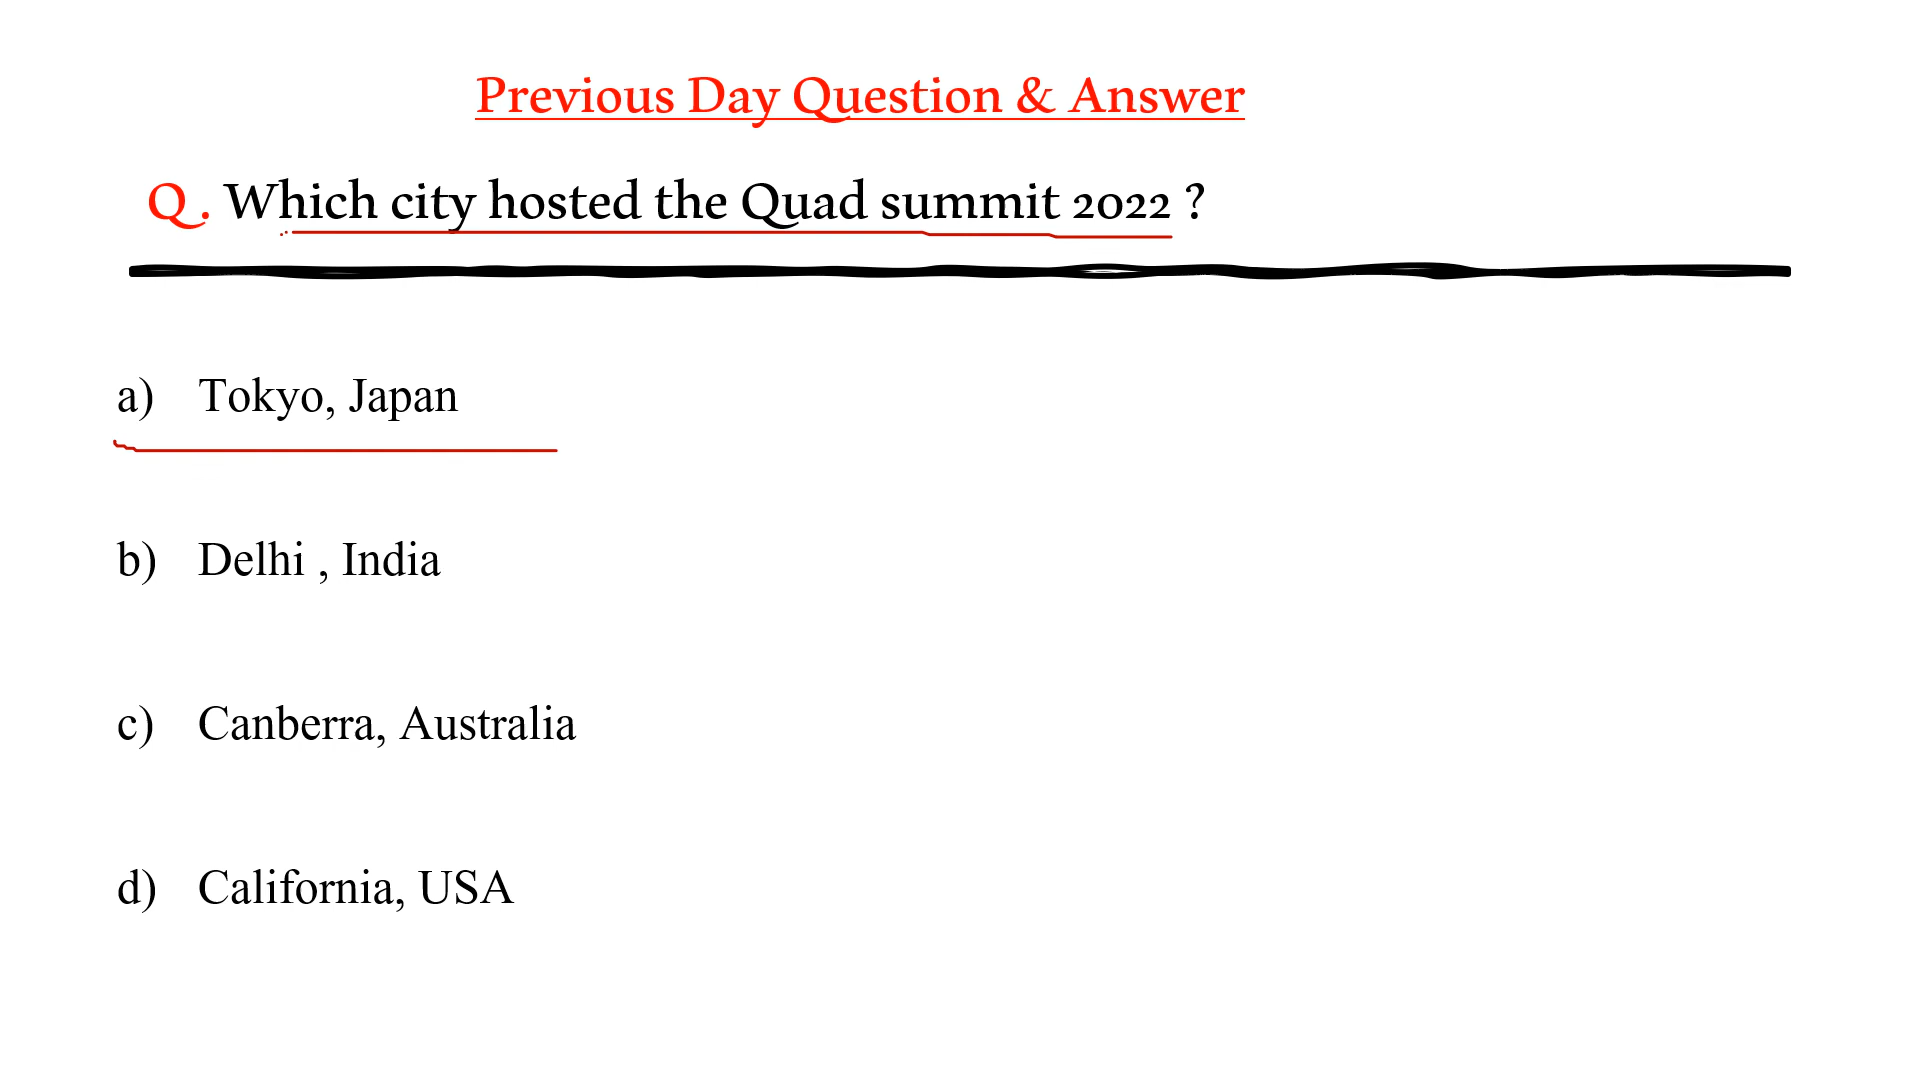 Previous Day Question & Answer
Q . Which city hosted the Quad summit 2022 ?
a) Tokyo, Japan
b) Delhi , India
c) Canberra, Australia
d) California, USA